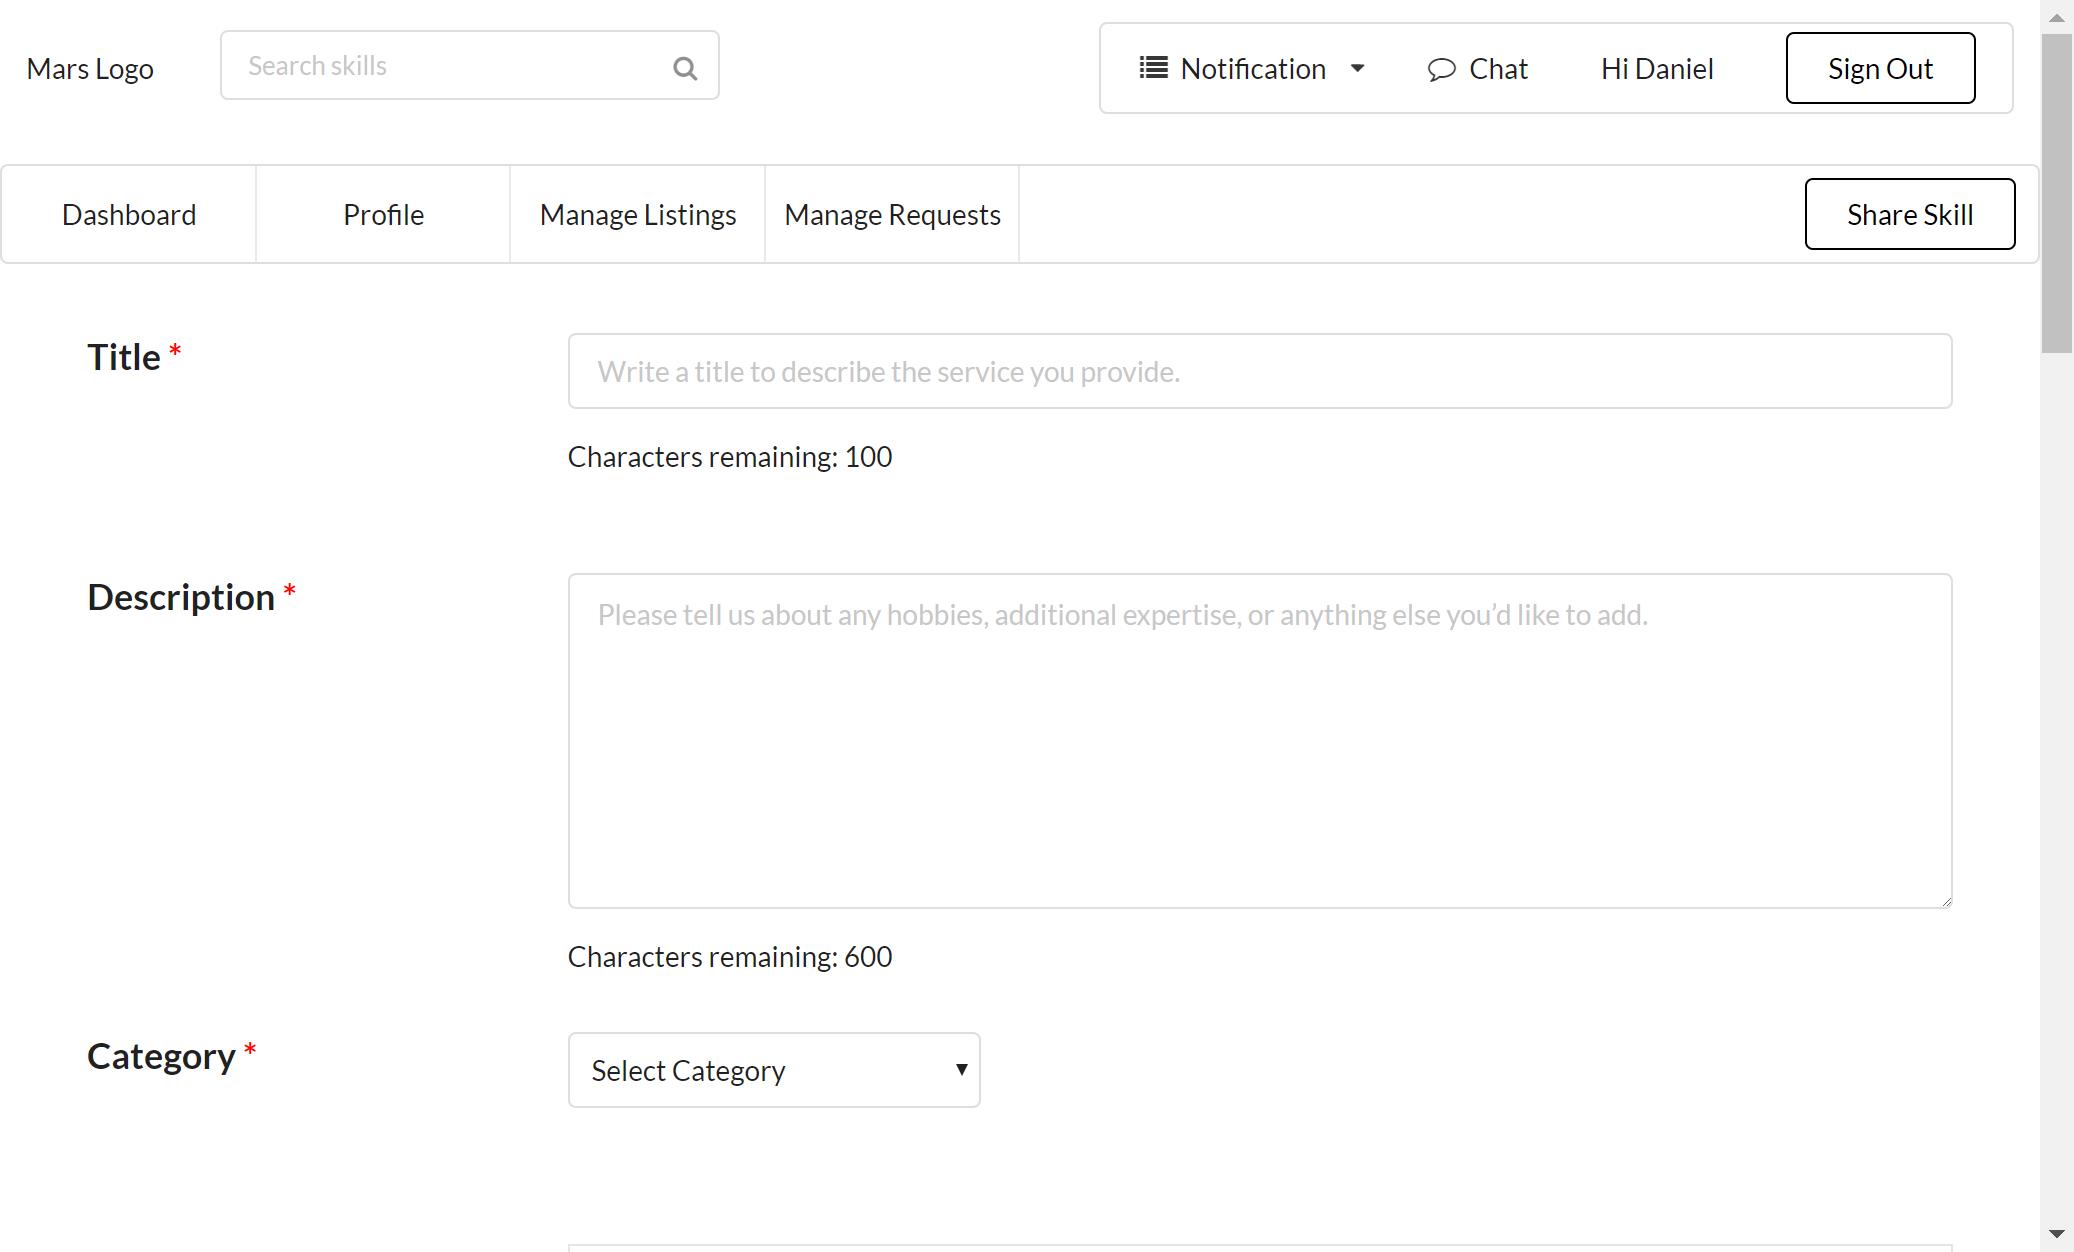 Mars Logo
Search skills
Notification
Chat
Hi Daniel
Sign Out
Dashboard
Profile
Manage Listings
Manage Requests
Share Skill
Title *
Write a title to describe the service you provide.
Characters remaining: 100
Description *
Please tell us about any hobbies, additional expertise, or anything else you’d like to add.
Characters remaining: 600
Category *
Select Category